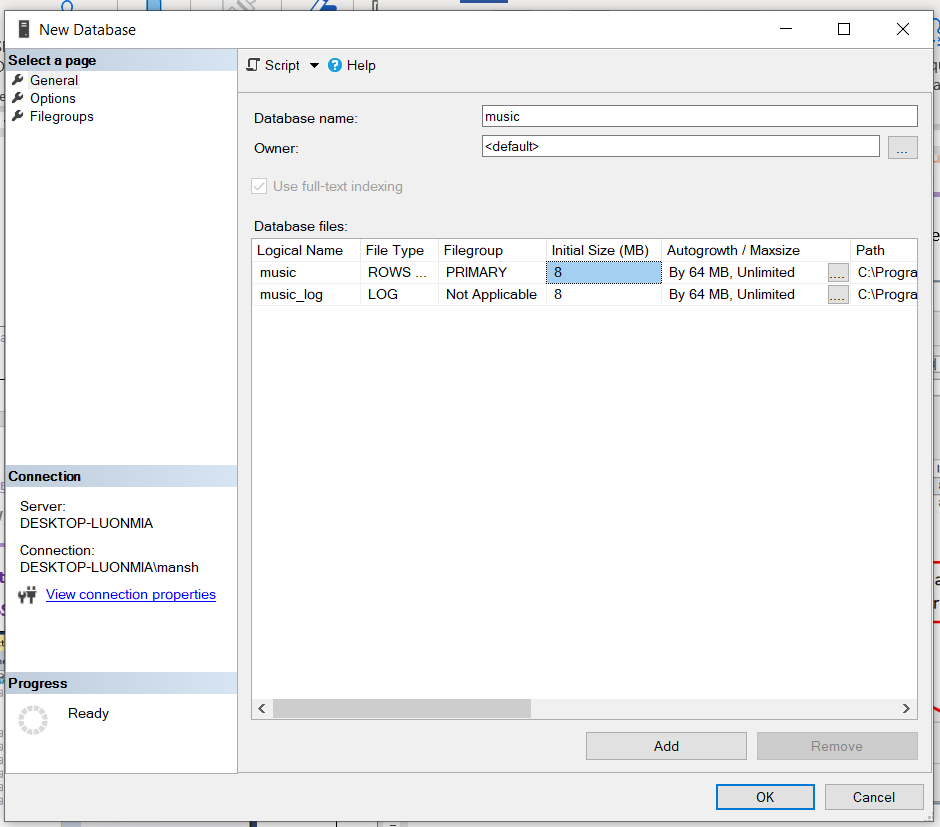 New Database
Select a page
General
Options
Filegroups
Script
Help
Database name:
music
Owner:
<default>
...
Use full-text indexing
Database files:
Logical Name File Type Filegroup Initial Size (MB) Autogrowth / Maxsize Path
music ROWS ... PRIMARY 8 By 64 MB, Unlimited .... C:\Progra
music_log LOG Not Applicable 8 By 64 MB, Unlimited .... C:\Progra
Connection
Server:
DESKTOP-LUONMIA
Connection:
DESKTOP-LUONMIA\mansh
View connection properties
Progress
Ready
Add
Remove
OK
Cancel